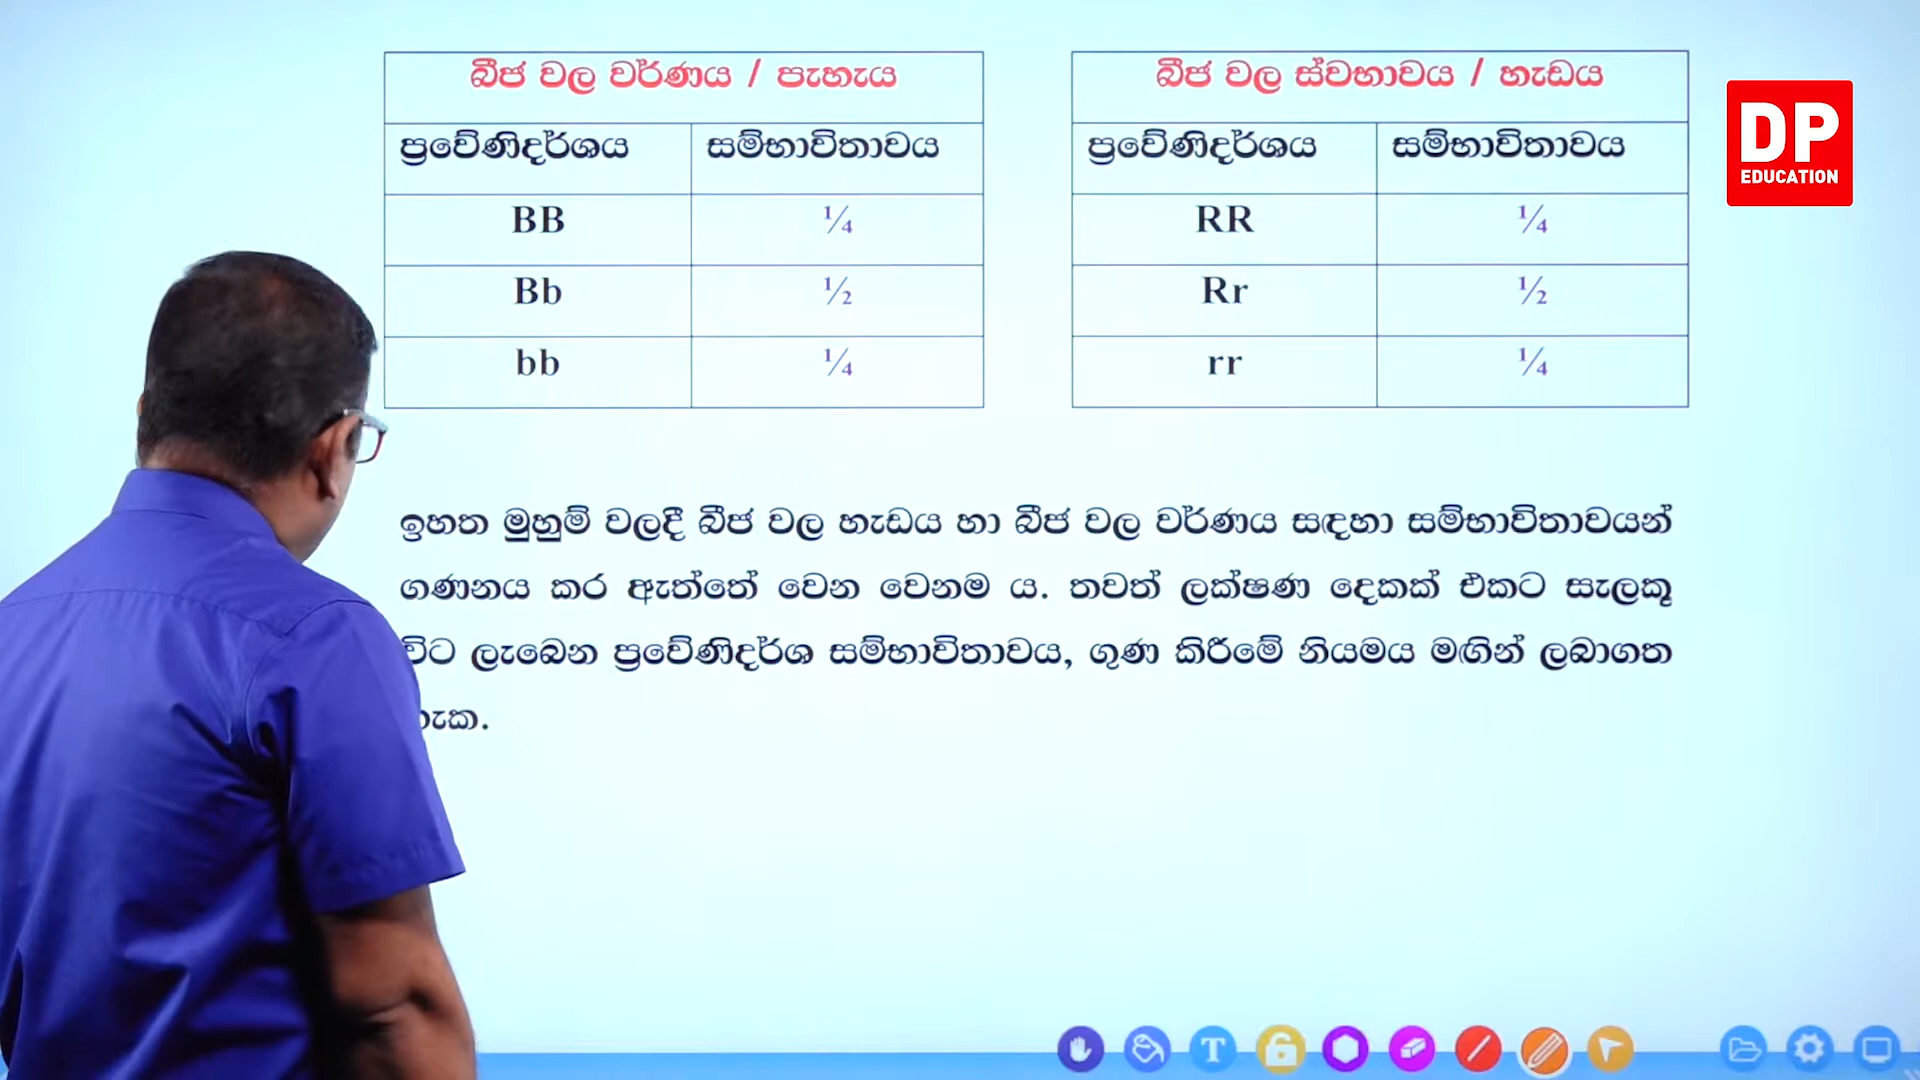 බීජ වල වර්ණය / පැහැය
ප්‍රවේණිදර්ශය සම්භාවිතාවය
BB ¼
Bb ½
bb ¼
බීජ වල ස්වභාවය / හැඩය
ප්‍රවේණිදර්ශය සම්භාවිතාවය
RR ¼
Rr ½
rr ¼
DP
EDUCATION
ඉහත මුහුම් වලදී බීජ වල හැඩය හා බීජ වල වර්ණය සඳහා සම්භාවිතාවයන්
ගණනය කර ඇත්තේ වෙන වෙනම ය. තවත් ලක්ෂණ දෙකක් එකට සැලකූ
විට ලැබෙන ප්‍රවේණිදර්ශ සම්භාවිතාවය, ගුණ කිරීමේ නියමය මඟින් ලබාගත